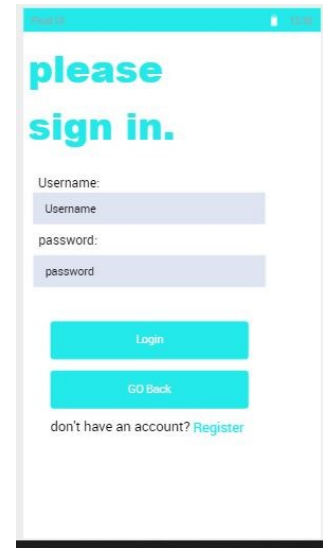 please
sign in.
Username:
Username
password:
password
Login
GO Back
don't have an account? Register